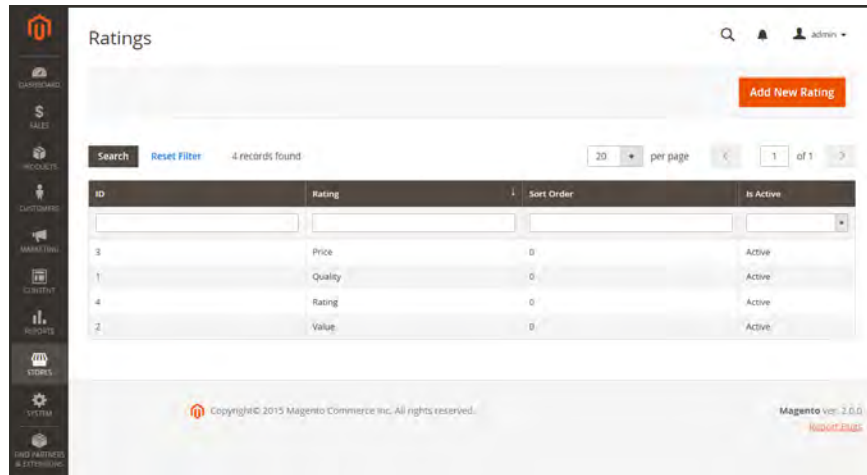 Ratings
admin
DASHBOARD
SALES
PRODUCTS
CUSTOMERS
MARKETING
CONTENT
REPORTS
STORES
SYSTEM
FIND PARTNERS
& EXTENSIONS
Add New Rating
Search Reset Filter 4 records found 20 per page 1 of 1
ID Rating Sort Order Is Active
3 Price 0 Active
1 Quality 0 Active
4 Rating 0 Active
2 Value 0 Active
Copyright© 2015 Magento Commerce Inc. All rights reserved.
Magento ver. 2.0.0
Report Bugs